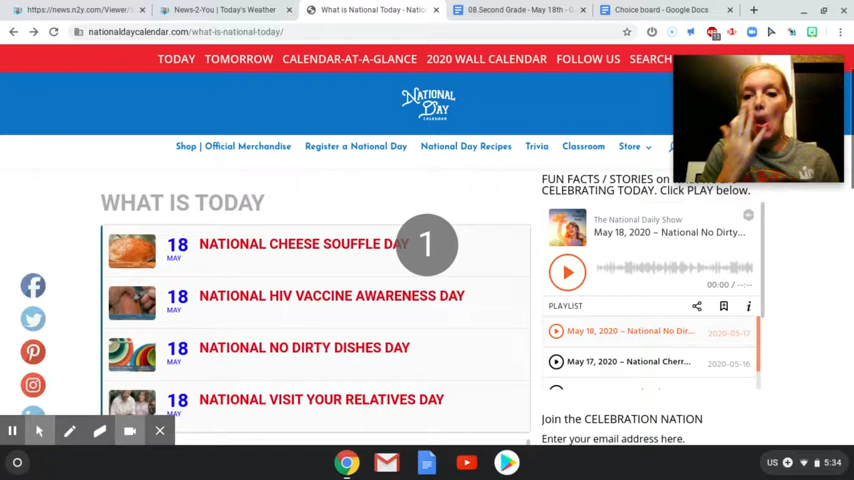 https://news.n2y.com/Viewer/
News-2-You | Today's Weather
What is National Today - Natio
08.Second Grade - May 18th - G
Choice board - Google Docs
nationaldaycalendar.com/what-is-national-today/
TODAY TOMORROW CALENDAR-AT-A-GLANCE 2020 WALL CALENDAR FOLLOW US SEARCH
NATIONAL
DAY
CALENDAR
Shop | Official Merchandise Register a National Day National Day Recipes Trivia Classroom Store
FUN FACTS / STORIES on
CELEBRATING TODAY. Click PLAY below.
WHAT IS TODAY
18 NATIONAL CHEESE SOUFFLE DAY
MAY
1
18 NATIONAL HIV VACCINE AWARENESS DAY
MAY
18 NATIONAL NO DIRTY DISHES DAY
MAY
18 NATIONAL VISIT YOUR RELATIVES DAY
MAY
The National Daily Show
May 18, 2020 – National No Dirty...
00:00 / --:--
PLAYLIST
May 18, 2020 – National No Dir... 2020-05-17
May 17, 2020 – National Cherr... 2020-05-16
Join the CELEBRATION NATION
Enter your email address here.
US 5:34